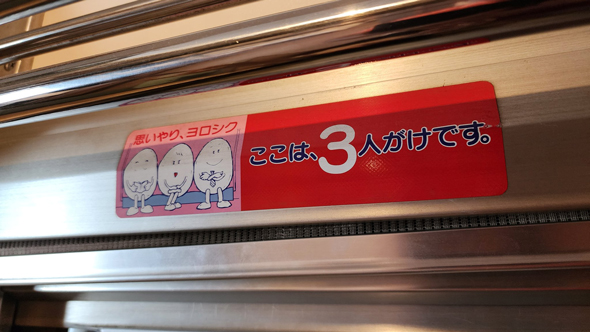 思いやり、ヨロシク
ここは、3人がけです。